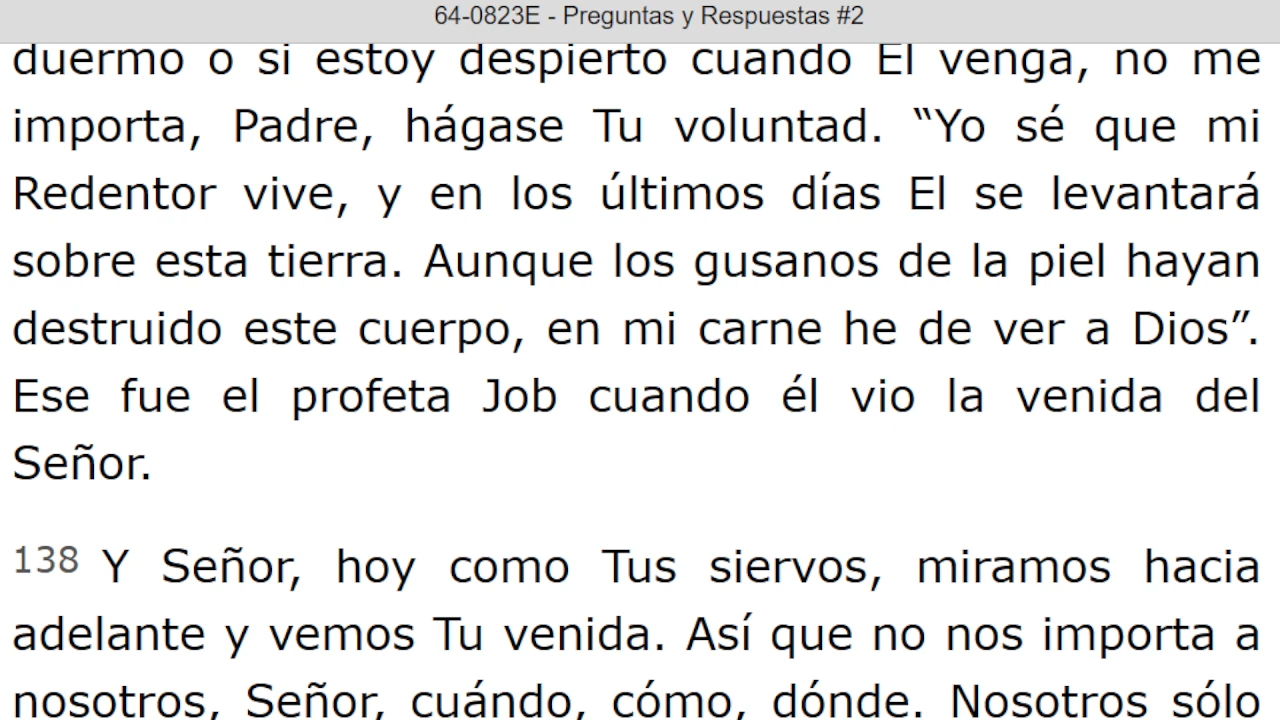 64-0823E - Preguntas y Respuestas #2
duermo o si estoy despierto cuando El venga, no me
importa, Padre, hágase Tu voluntad. “Yo sé que mi
Redentor vive, y en los últimos días El se levantará
sobre esta tierra. Aunque los gusanos de la piel hayan
destruido este cuerpo, en mi carne he de ver a Dios”.
Ese fue el profeta Job cuando él vio la venida del
Señor.
138 Y Señor, hoy como Tus siervos, miramos hacia
adelante y vemos Tu venida. Así que no nos importa a
nosotros, Señor, cuándo, cómo, dónde. Nosotros sólo